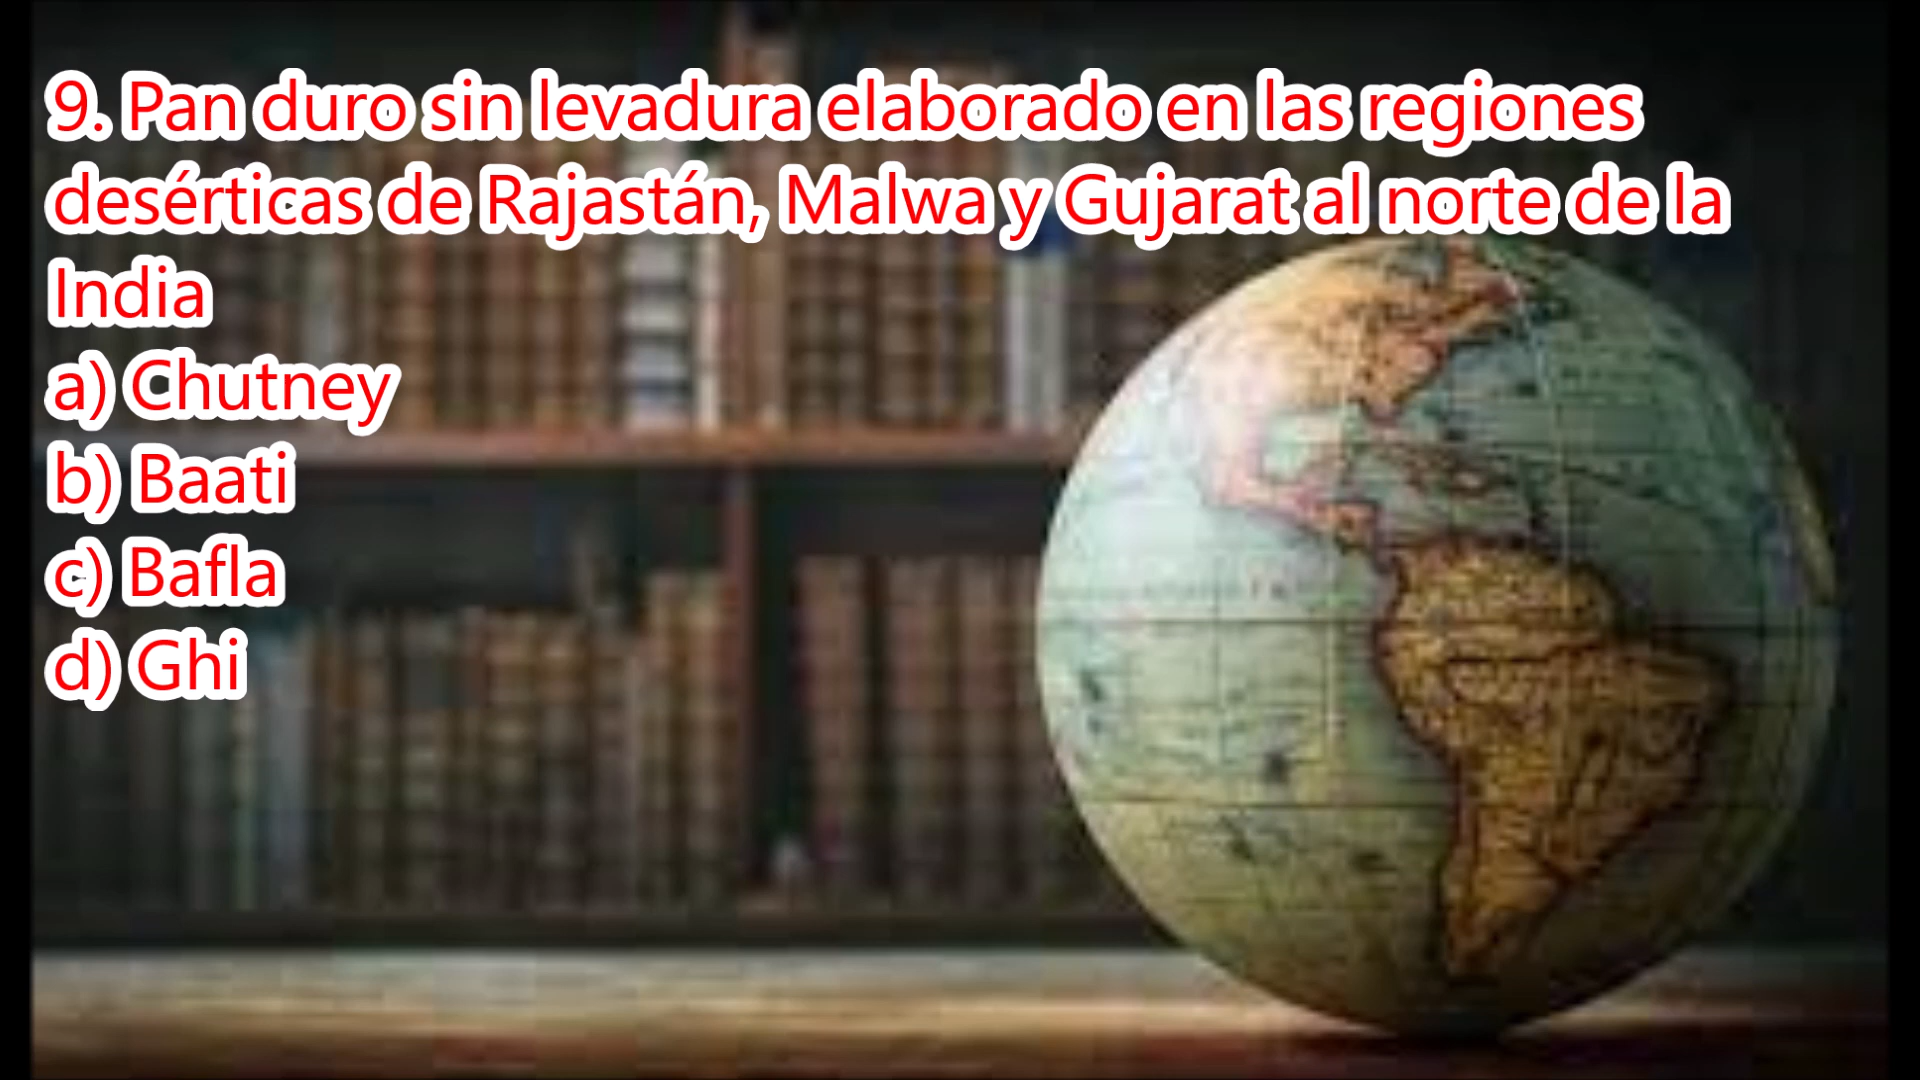 9. Pan duro sin levadura elaborado en las regiones
desérticas de Rajastán, Malwa y Gujarat al norte de la
India
a) Chutney
b) Baati
c) Bafla
d) Ghi